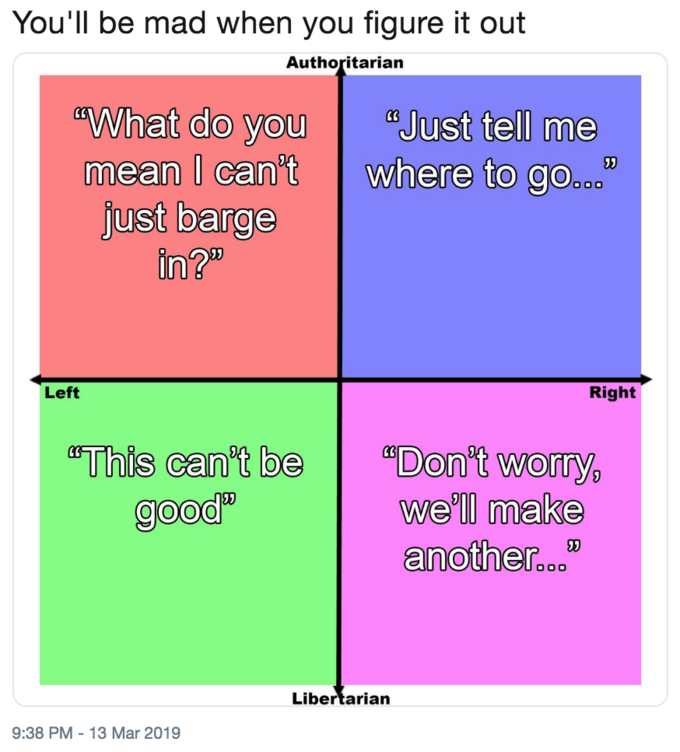 You'll be mad when you figure it out
Authoritarian
“What do you
mean I can’t
just barge
in?”
“Just tell me
where to go...”
Left
Right
“This can’t be
good”
“Don’t worry,
we’ll make
another...”
Libertarian
9:38 PM - 13 Mar 2019